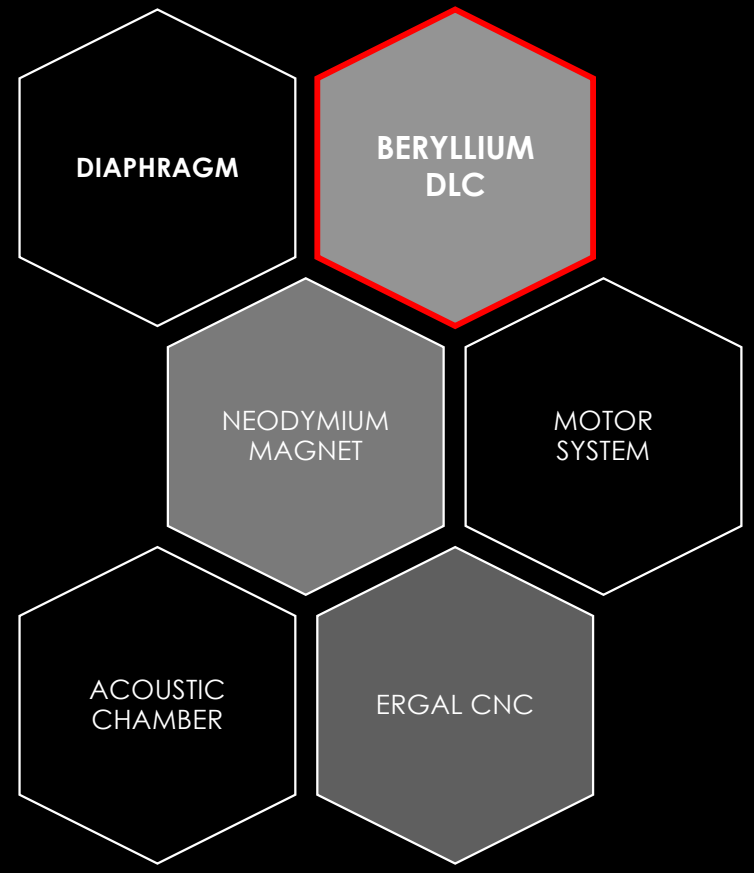 DIAPHRAGM
BERYLLIUM
DLC
NEODYMIUM
MAGNET
MOTOR
SYSTEM
ACOUSTIC
CHAMBER
ERGAL CNC